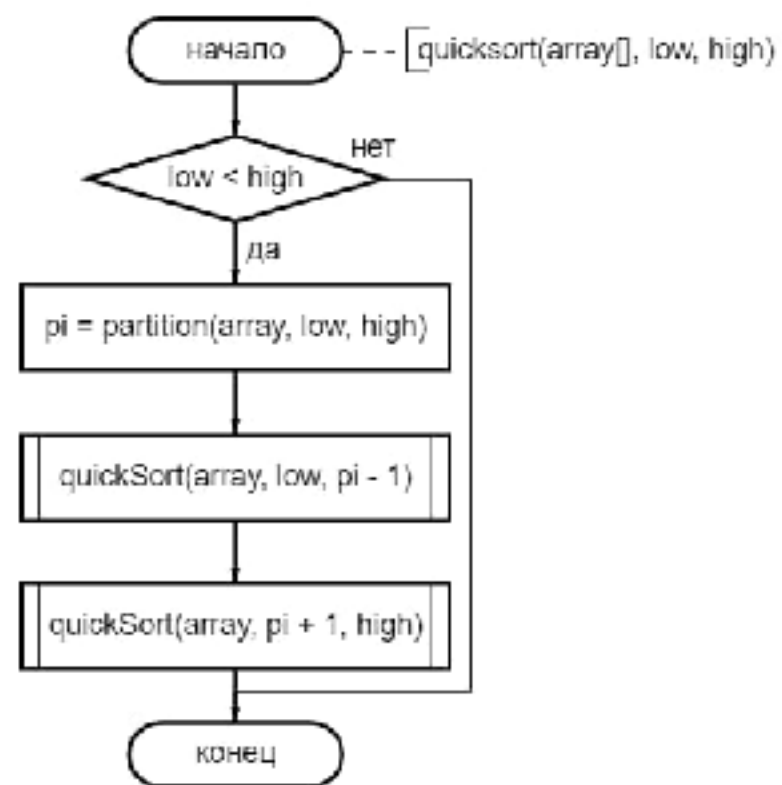 начало
quicksort(array[], low, high)
low < high
нет
да
pi = partition(array, low, high)
quickSort(array, low, pi - 1)
quickSort(array, pi + 1, high)
конец